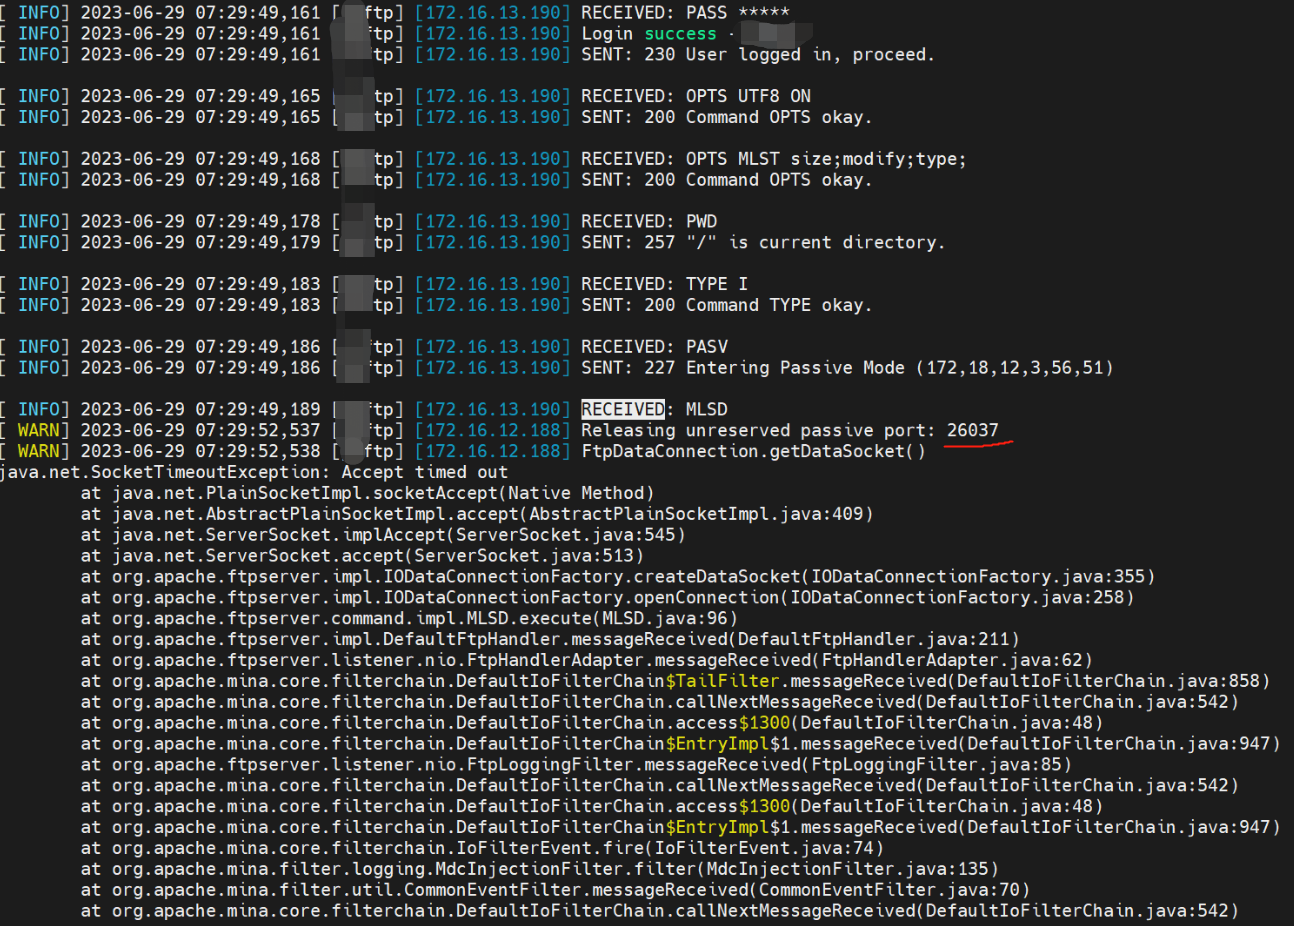 [ INFO] 2023-06-29 07:29:49,161 [ ftp] [172.16.13.190] RECEIVED: PASS *****
[ INFO] 2023-06-29 07:29:49,161 [ ftp] [172.16.13.190] Login success -
[ INFO] 2023-06-29 07:29:49,161 [ tp] [172.16.13.190] SENT: 230 User logged in, proceed.
[ INFO] 2023-06-29 07:29:49,165 [ tp] [172.16.13.190] RECEIVED: OPTS UTF8 ON
[ INFO] 2023-06-29 07:29:49,165 [ tp] [172.16.13.190] SENT: 200 Command OPTS okay.
[ INFO] 2023-06-29 07:29:49,168 [ tp] [172.16.13.190] RECEIVED: OPTS MLST size;modify;type;
[ INFO] 2023-06-29 07:29:49,168 [ tp] [172.16.13.190] SENT: 200 Command OPTS okay.
[ INFO] 2023-06-29 07:29:49,178 [ tp] [172.16.13.190] RECEIVED: PWD
[ INFO] 2023-06-29 07:29:49,179 [ tp] [172.16.13.190] SENT: 257 "/" is current directory.
[ INFO] 2023-06-29 07:29:49,183 [ tp] [172.16.13.190] RECEIVED: TYPE I
[ INFO] 2023-06-29 07:29:49,183 [ tp] [172.16.13.190] SENT: 200 Command TYPE okay.
[ INFO] 2023-06-29 07:29:49,186 [ ftp] [172.16.13.190] RECEIVED: PASV
[ INFO] 2023-06-29 07:29:49,186 [ ftp] [172.16.13.190] SENT: 227 Entering Passive Mode (172,18,12,3,56,51)
[ INFO] 2023-06-29 07:29:49,189 [ ftp] [172.16.13.190] RECEIVED: MLSD
[ WARN] 2023-06-29 07:29:52,537 [ ftp] [172.16.12.188] Releasing unreserved passive port: 26037
[ WARN] 2023-06-29 07:29:52,538 [ ftp] [172.16.12.188] FtpDataConnection.getDataSocket()
java.net.SocketTimeoutException: Accept timed out
at java.net.PlainSocketImpl.socketAccept(Native Method)
at java.net.AbstractPlainSocketImpl.accept(AbstractPlainSocketImpl.java:409)
at java.net.ServerSocket.implAccept(ServerSocket.java:545)
at java.net.ServerSocket.accept(ServerSocket.java:513)
at org.apache.ftpserver.impl.IODataConnectionFactory.createDataSocket(IODataConnectionFactory.java:355)
at org.apache.ftpserver.impl.IODataConnectionFactory.openConnection(IODataConnectionFactory.java:258)
at org.apache.ftpserver.command.impl.MLSD.execute(MLSD.java:96)
at org.apache.ftpserver.impl.DefaultFtpHandler.messageReceived(DefaultFtpHandler.java:211)
at org.apache.ftpserver.listener.nio.FtpHandlerAdapter.messageReceived(FtpHandlerAdapter.java:62)
at org.apache.mina.core.filterchain.DefaultIoFilterChain$TailFilter.messageReceived(DefaultIoFilterChain.java:858)
at org.apache.mina.core.filterchain.DefaultIoFilterChain.callNextMessageReceived(DefaultIoFilterChain.java:542)
at org.apache.mina.core.filterchain.DefaultIoFilterChain.access$1300(DefaultIoFilterChain.java:48)
at org.apache.mina.core.filterchain.DefaultIoFilterChain$EntryImpl$1.messageReceived(DefaultIoFilterChain.java:947)
at org.apache.ftpserver.listener.nio.FtpLoggingFilter.messageReceived(FtpLoggingFilter.java:85)
at org.apache.mina.core.filterchain.DefaultIoFilterChain.callNextMessageReceived(DefaultIoFilterChain.java:542)
at org.apache.mina.core.filterchain.DefaultIoFilterChain.access$1300(DefaultIoFilterChain.java:48)
at org.apache.mina.core.filterchain.DefaultIoFilterChain$EntryImpl$1.messageReceived(DefaultIoFilterChain.java:947)
at org.apache.mina.core.filterchain.IoFilterEvent.fire(IoFilterEvent.java:74)
at org.apache.mina.filter.logging.MdcInjectionFilter.filter(MdcInjectionFilter.java:135)
at org.apache.mina.filter.util.CommonEventFilter.messageReceived(CommonEventFilter.java:70)
at org.apache.mina.core.filterchain.DefaultIoFilterChain.callNextMessageReceived(DefaultIoFilterChain.java:542)